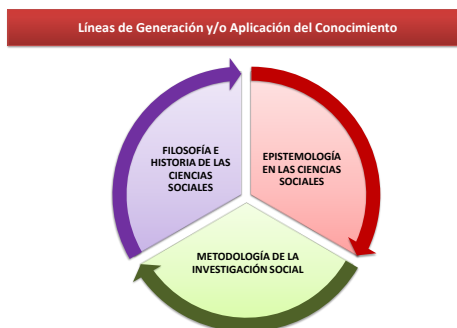 Líneas de Generación y/o Aplicación del Conocimiento
FILOSOFÍA E
HISTORIA DE LAS
CIENCIAS
SOCIALES
EPISTEMOLOGÍA
EN LAS CIENCIAS
SOCIALES
METODOLOGÍA DE LA
INVESTIGACIÓN SOCIAL